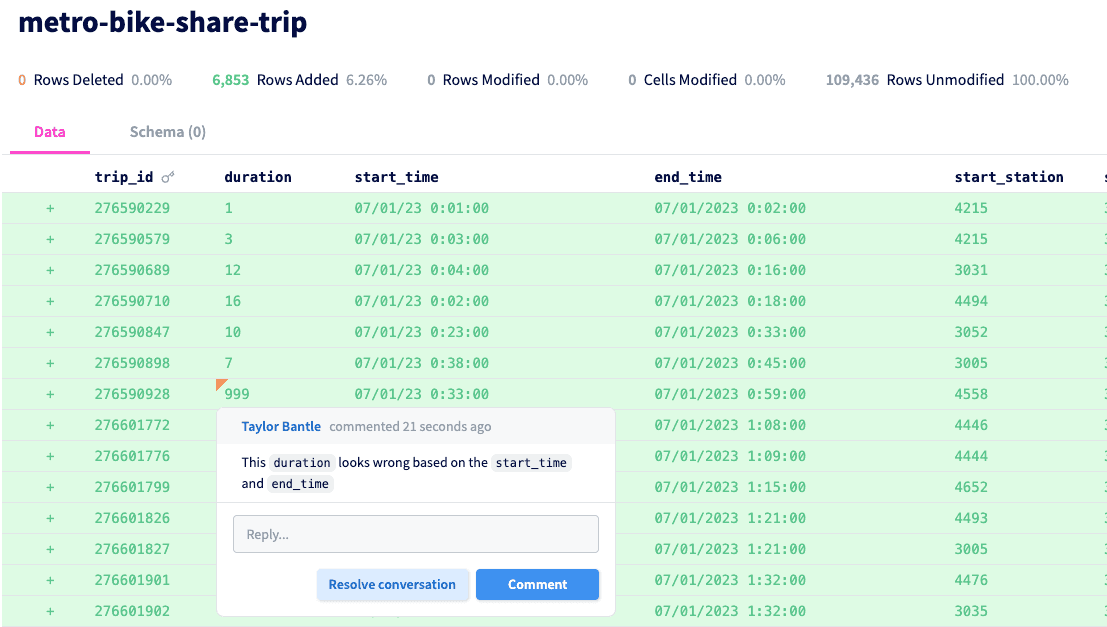 metro-bike-share-trip
0 Rows Deleted 0.00% 6,853 Rows Added 6.26% 0 Rows Modified 0.00% 0 Cells Modified 0.00% 109,436 Rows Unmodified 100.00%
Data Schema (0)
trip_id duration start_time end_time start_station
+ 276590229 1 07/01/23 0:01:00 07/01/2023 0:02:00 4215
+ 276590579 3 07/01/23 0:03:00 07/01/2023 0:06:00 4215
+ 276590689 12 07/01/23 0:04:00 07/01/2023 0:16:00 3031
+ 276590710 16 07/01/23 0:02:00 07/01/2023 0:18:00 4494
+ 276590847 10 07/01/23 0:23:00 07/01/2023 0:33:00 3052
+ 276590898 7 07/01/23 0:38:00 07/01/2023 0:45:00 3005
+ 276590928 999 07/01/23 0:33:00 07/01/2023 0:59:00 4558
+ 276601772 07/01/2023 1:08:00 4446
+ 276601776 07/01/2023 1:09:00 4444
+ 276601799 07/01/2023 1:15:00 4652
+ 276601826 07/01/2023 1:21:00 4493
+ 276601827 07/01/2023 1:21:00 3005
+ 276601901 07/01/2023 1:32:00 4476
+ 276601902 07/01/2023 1:32:00 3035
Taylor Bantle commented 21 seconds ago
This duration looks wrong based on the start_time
and end_time
Reply...
Resolve conversation Comment